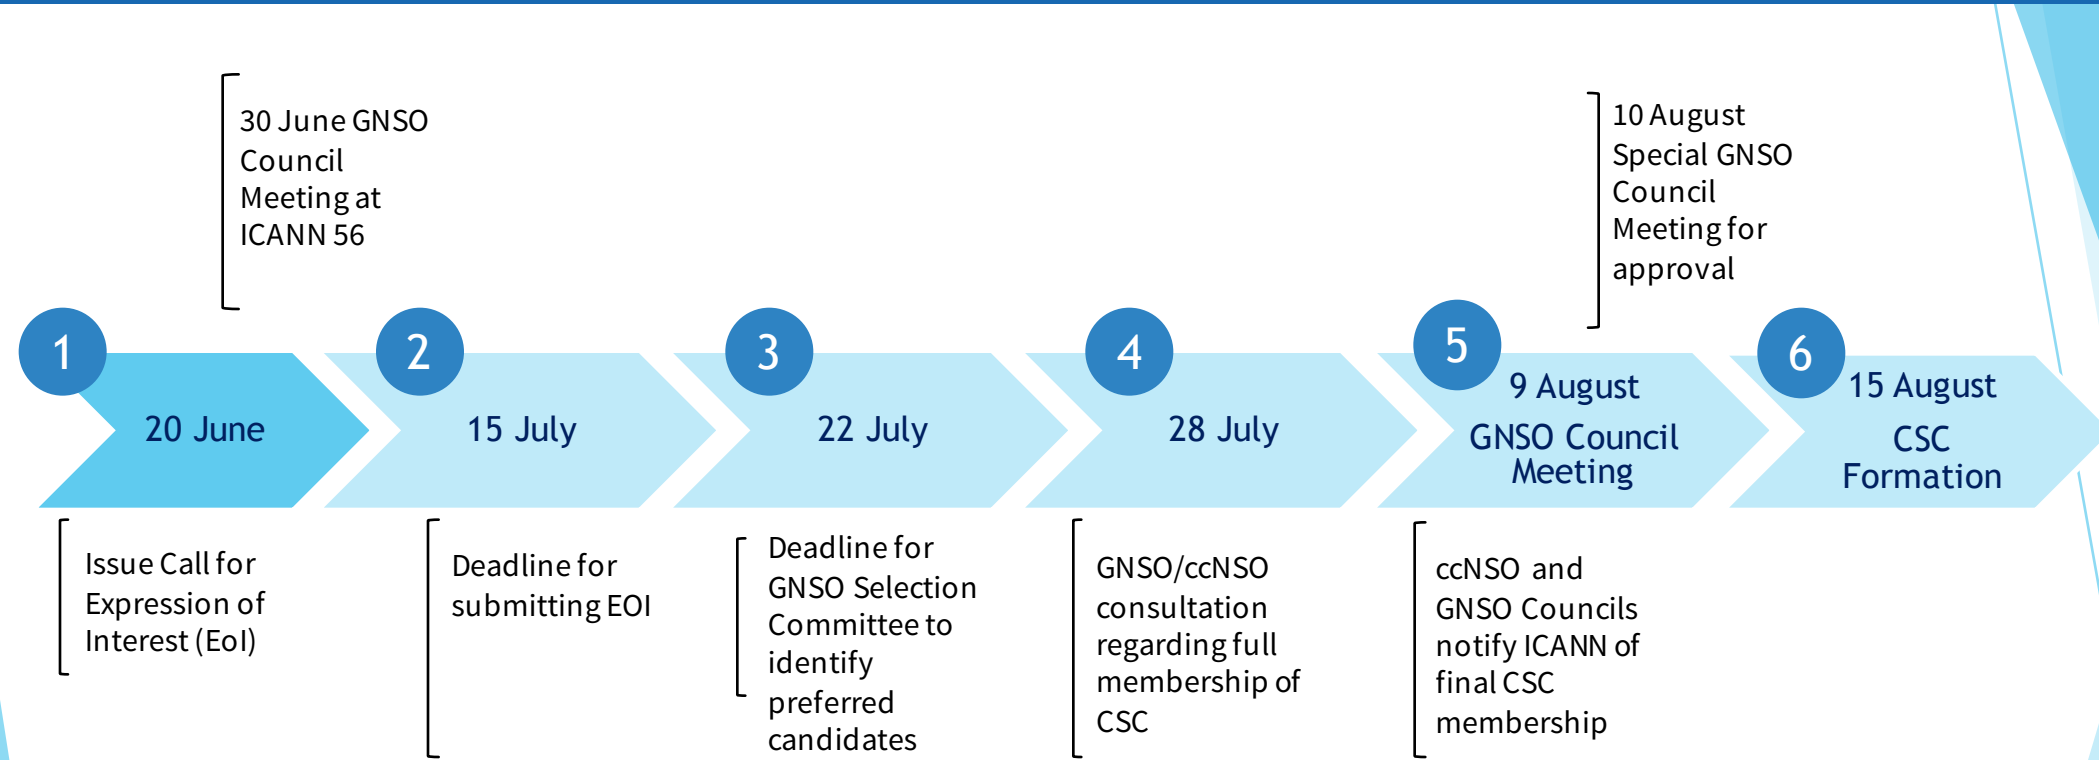 30 June GNSO
Council
Meeting at
ICANN 56
10 August
Special GNSO
Council
Meeting for
approval
1
20 June
2
15 July
3
22 July
4
28 July
5
9 August
GNSO Council
Meeting
6
15 August
CSC
Formation
Issue Call for
Expression of
Interest (EoI)
Deadline for
submitting EOI
Deadline for
GNSO Selection
Committee to
identify
preferred
candidates
GNSO/ccNSO
consultation
regarding full
membership of
CSC
ccNSO and
GNSO Councils
notify ICANN of
final CSC
membership